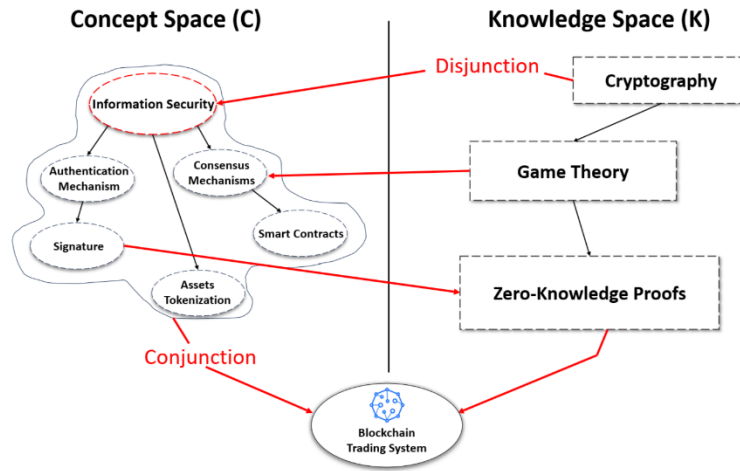 Concept Space (C)
Knowledge Space (K)
Disjunction
Cryptography
Information Security
Authentication
Mechanism
Consensus
Mechanisms
Game Theory
Signature
Smart Contracts
Assets
Tokenization
Zero-Knowledge Proofs
Conjunction
Blockchain
Trading System